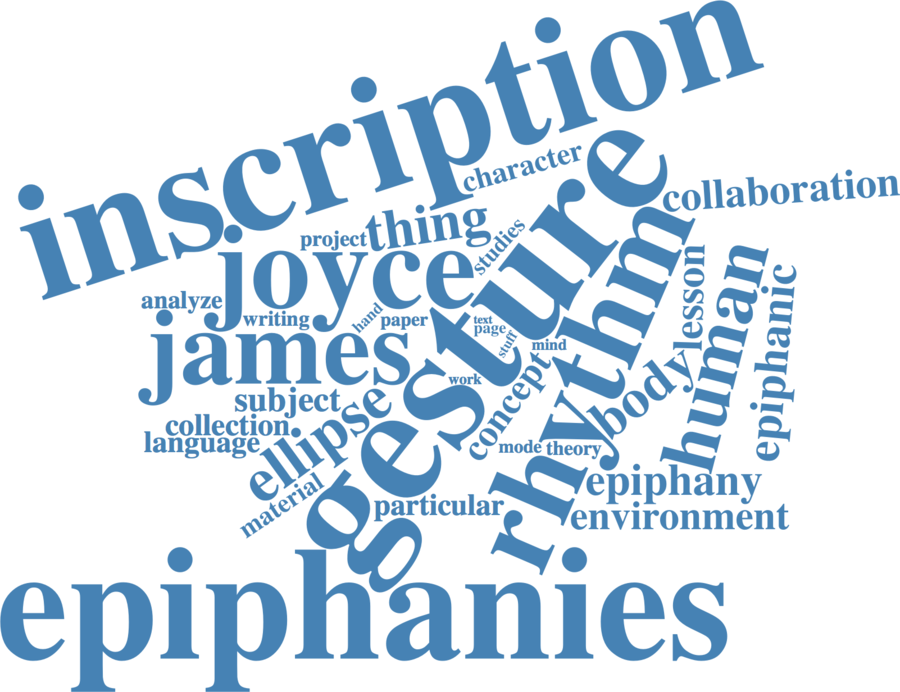 inscription
character
collaboration
thing
project
studies
joyce
gesture
rhythm
lesson
human
epiphanic
analyze
writing
hand
paper
text
page
stuff
mind
james
work
concept
body
subject
ellipse
collection
language
mode
theory
material
particular
epiphany
environment
epiphanies